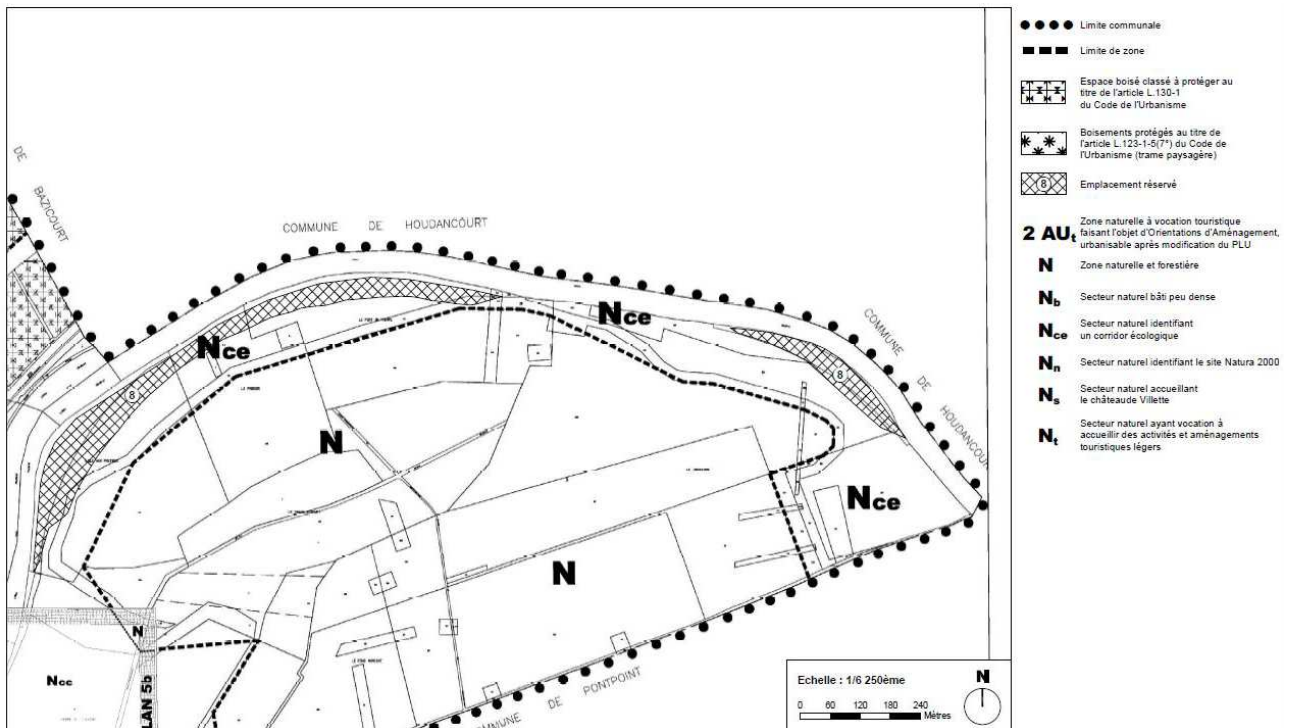 DE
BAZICOURT
COMMUNE DE HOUDANCOURT
COMMUNE
DE
HOUDANCOURT
Nce
Nce
8
8
N
Nce
N
N
Ncc
LAN 5b
COMMUNE DE PONTPOINT
Echelle : 1/6 250ème
0 60 120 180 240
Mètres
N
Limite communale
Limite de zone
Espace boisé classé à protéger au
titre de l'article L.130-1
du Code de l'Urbanisme
Boisements protégés au titre de
l'article L.123-1-5(7°) du Code de
l'Urbanisme (trame paysagère)
8
Emplacement réservé
2 AUt
Zone naturelle à vocation touristique
faisant l'objet d'Orientations d'Aménagement,
urbanisable après modification du PLU
N
Zone naturelle et forestière
Nb
Secteur naturel bâti peu dense
Nce
Secteur naturel identifiant
un corridor écologique
Nn
Secteur naturel identifiant le site Natura 2000
Ns
Secteur naturel accueillant
le châteaude Villette
Nt
Secteur naturel ayant vocation à
accueillir des activités et aménagements
touristiques légers